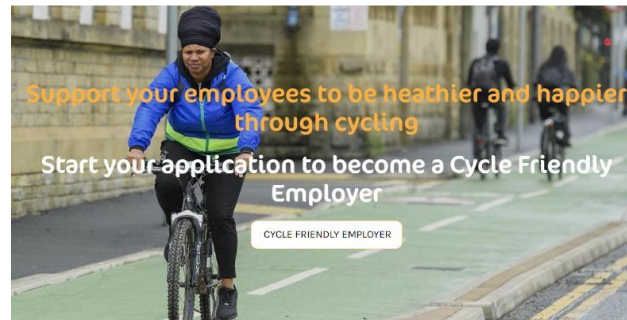 Support your employees to be heathier and happier
through cycling
Start your application to become a Cycle Friendly
Employer
CYCLE FRIENDLY EMPLOYER